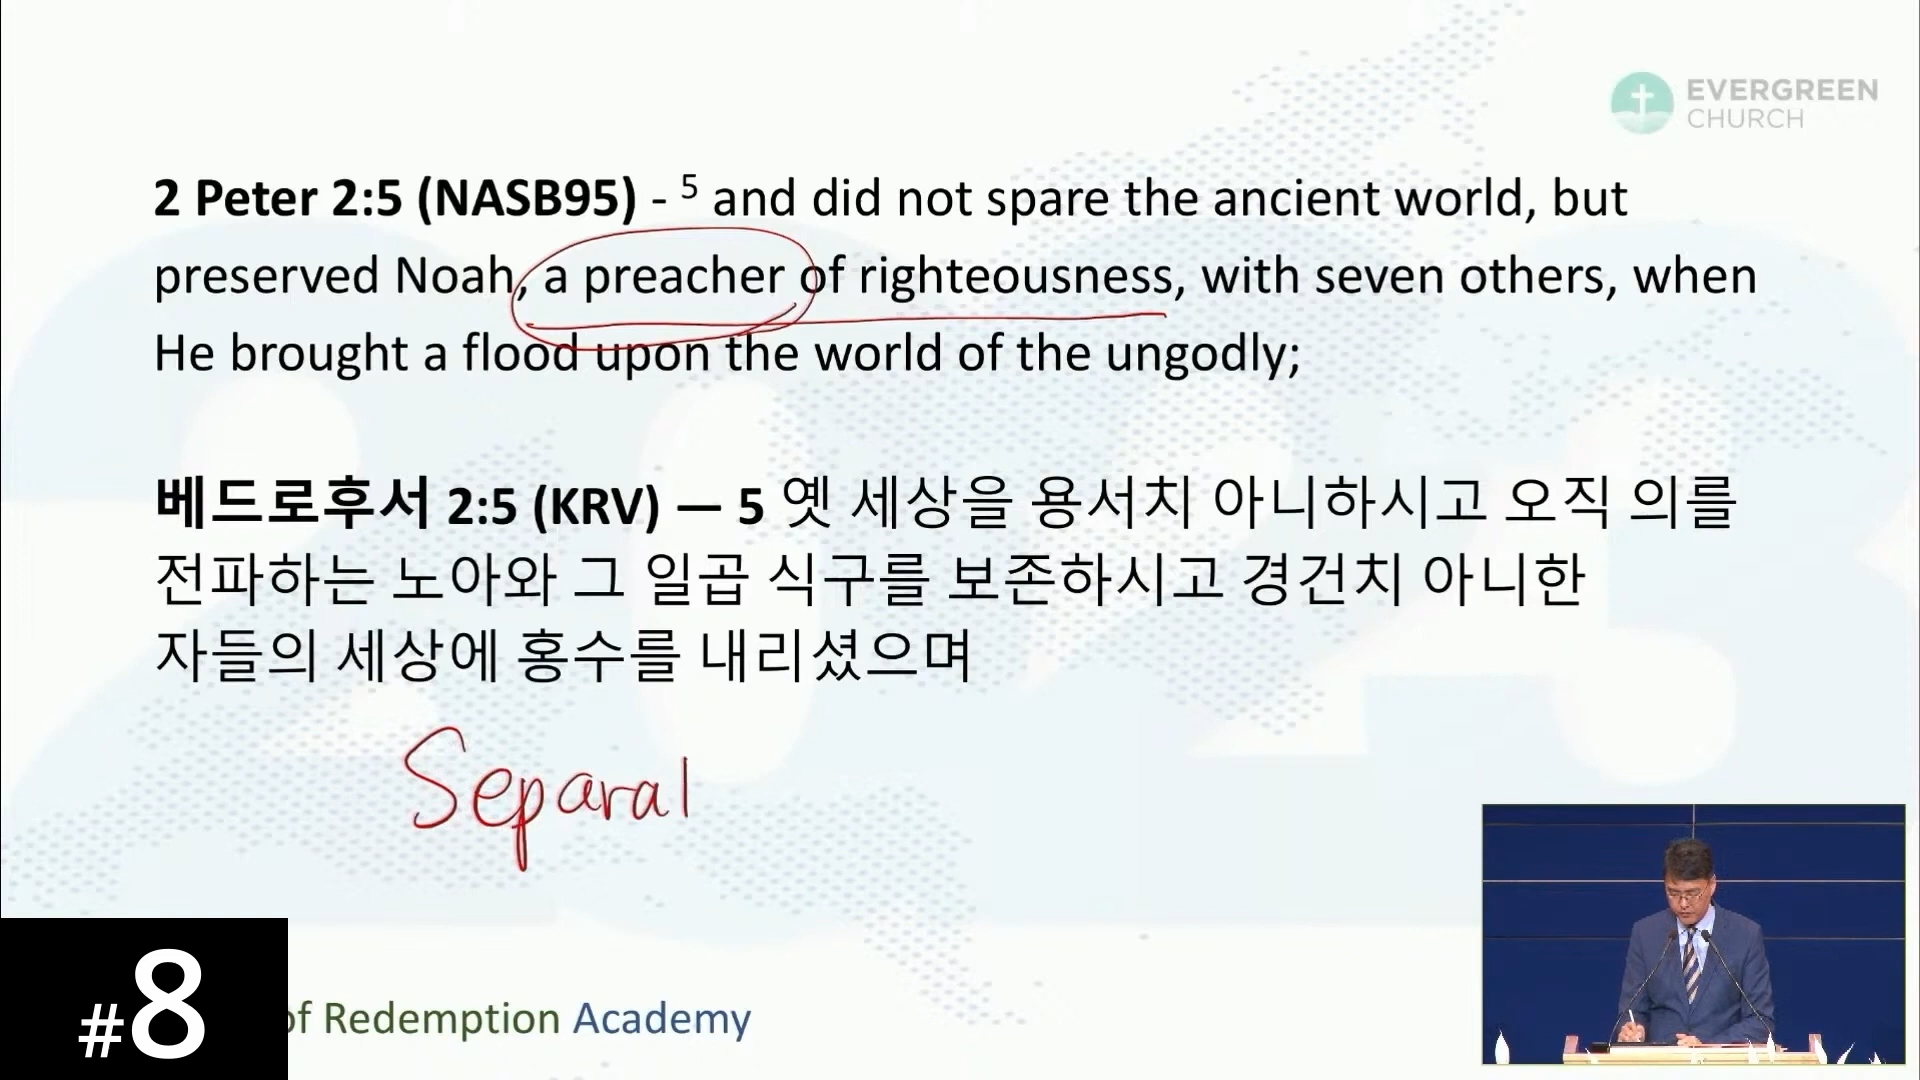 EVERGREEN
CHURCH
2 Peter 2:5 (NASB95) - 5 and did not spare the ancient world, but
preserved Noah, a preacher of righteousness, with seven others, when
He brought a flood upon the world of the ungodly;
베드로후서 2:5 (KRV) — 5 옛 세상을 용서치 아니하시고 오직 의를
전파하는 노아와 그 일곱 식구를 보존하시고 경건치 아니한
자들의 세상에 홍수를 내리셨으며
Separal
#8
of Redemption Academy